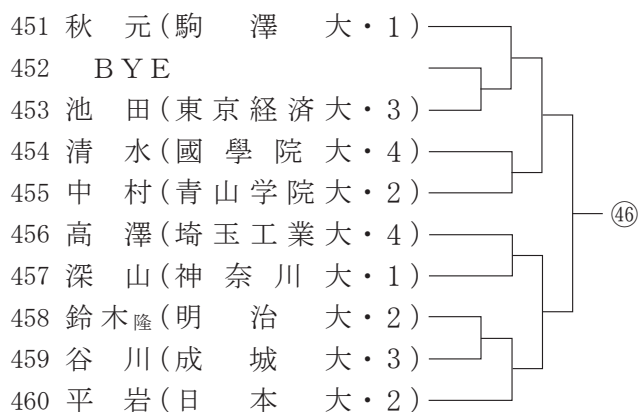 451 秋元(駒澤大・1)
452 BYE
453 池田(東京経済大・3)
454 清水(國學院大・4)
455 中村(青山学院大・2)
456 高澤(埼玉工業大・4)
457 深山(神奈川大・1)
458 鈴木隆(明治大・2)
459 谷川(成城大・3)
460 平岩(日本大・2)
㊻